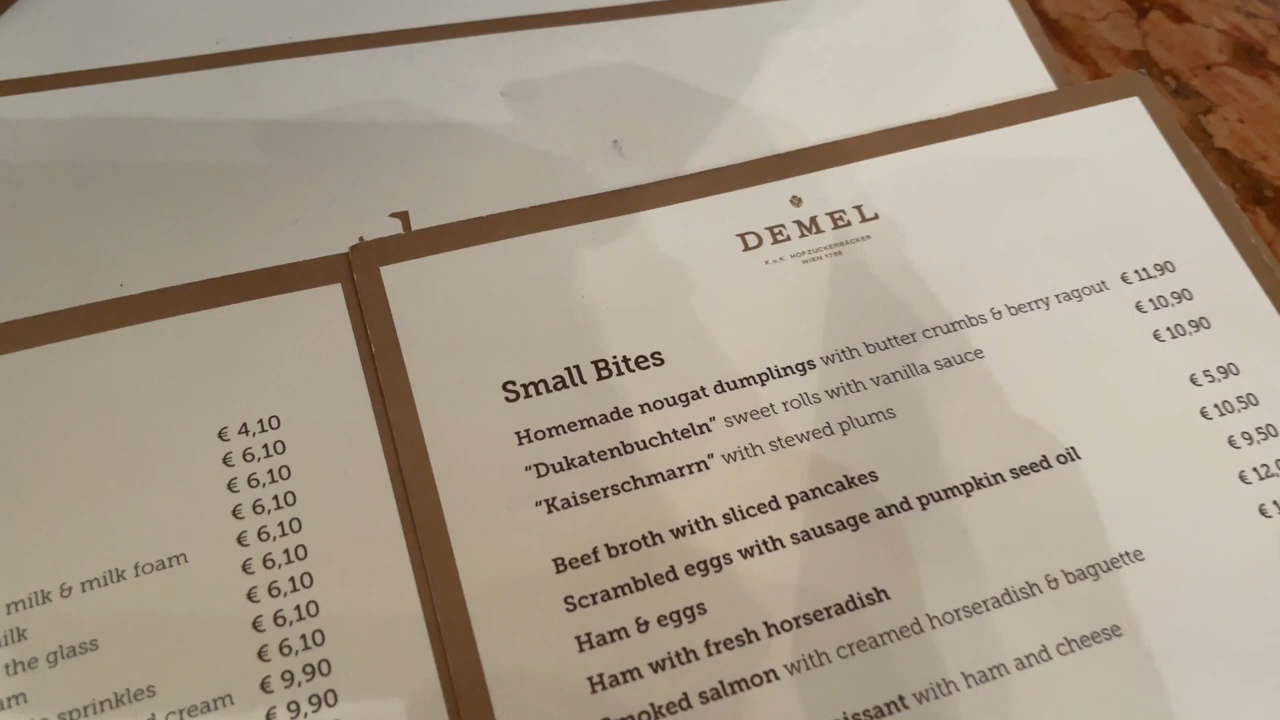 € 4,10
€ 6,10
€ 6,10
€ 6,10
€ 6,10
milk & milk foam € 6,10
€ 6,10
the glass € 6,10
€ 6,10
sprinkles € 9,90
cream € 9,90
DEMEL
K.u.K. HOFZUCKERBÄCKER
WIEN 1786
Small Bites
Homemade nougat dumplings with butter crumbs & berry ragout € 11,90
“Dukatenbuchteln” sweet rolls with vanilla sauce € 10,90
“Kaiserschmarrn” with stewed plums € 10,90
Beef broth with sliced pancakes € 5,90
Scrambled eggs with sausage and pumpkin seed oil € 10,50
Ham & eggs € 9,50
Ham with fresh horseradish
salmon with creamed horseradish & baguette
with ham and cheese